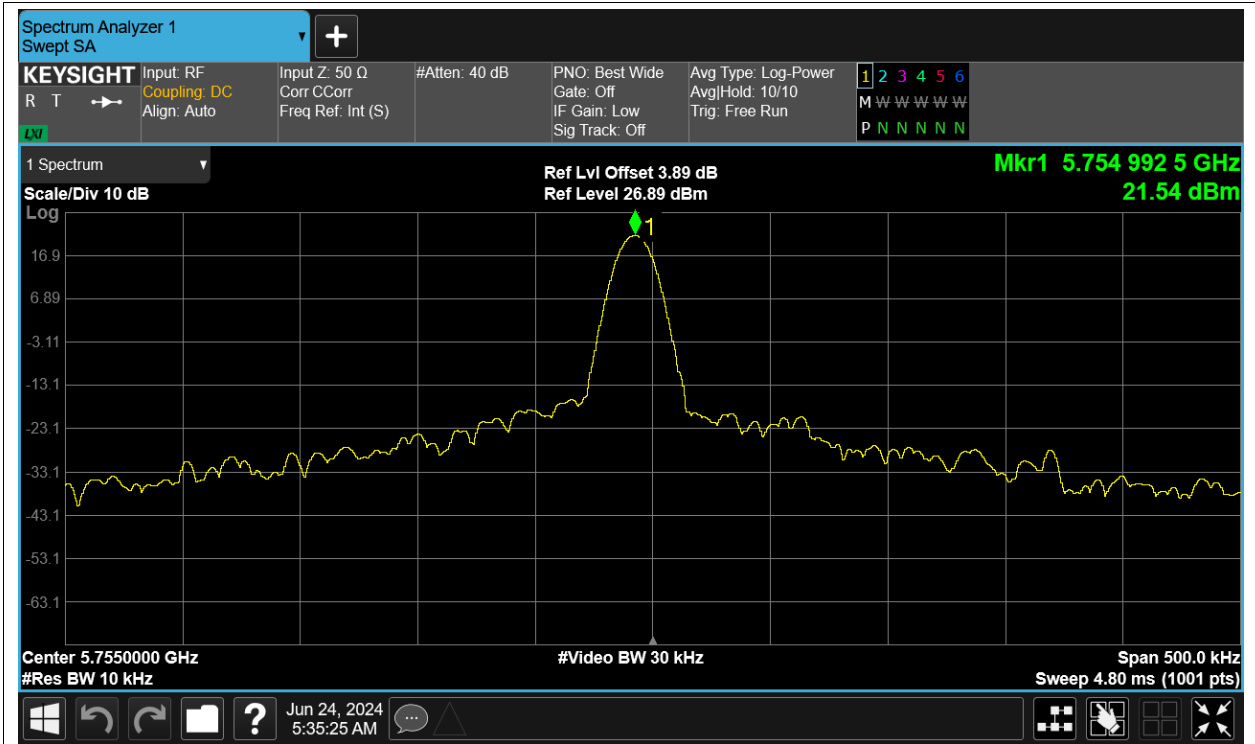 Spectrum Analyzer 1
Swept SA
KEYSIGHT
R T
LXI
Input: RF
Coupling: DC
Align: Auto
Input Z: 50 Ω
Corr CCorr
Freq Ref: Int (S)
#Atten: 40 dB
PNO: Best Wide
Gate: Off
IF Gain: Low
Sig Track: Off
Avg Type: Log-Power
Avg|Hold: 10/10
Trig: Free Run
1 2 3 4 5 6
M W W W W W
P N N N N N
1 Spectrum
Scale/Div 10 dB
Log
Ref Lvl Offset 3.89 dB
Ref Level 26.89 dBm
Mkr1 5.754 992 5 GHz
21.54 dBm
1
16.9
6.89
-3.11
-13.1
-23.1
-33.1
-43.1
-53.1
-63.1
Center 5.7550000 GHz
#Res BW 10 kHz
#Video BW 30 kHz
Span 500.0 kHz
Sweep 4.80 ms (1001 pts)
?
Jun 24, 2024
5:35:25 AM